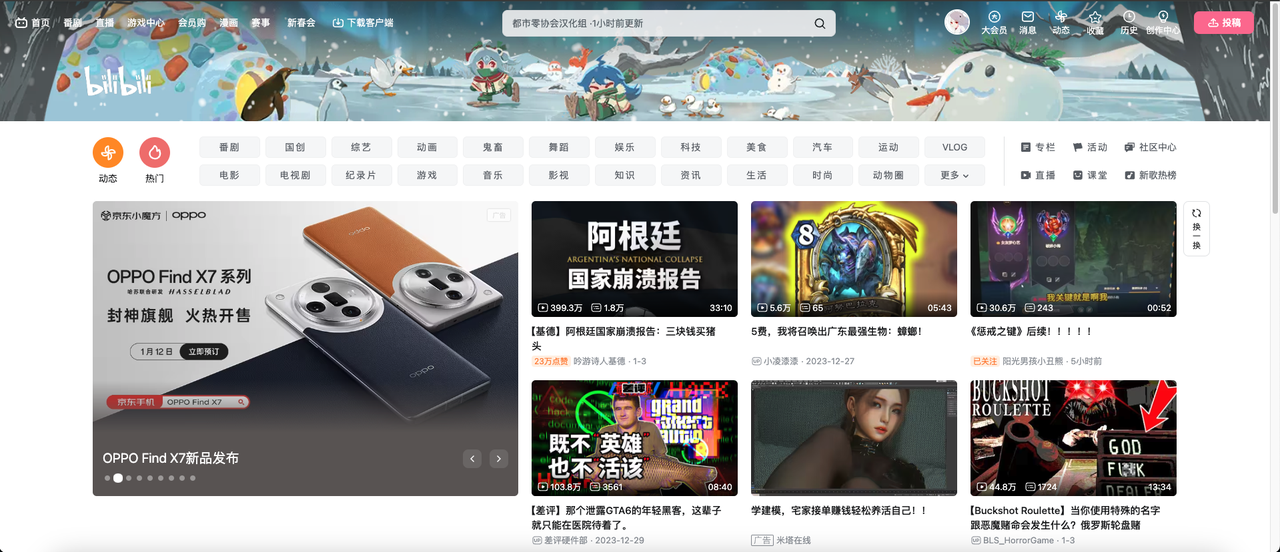 首页 番剧 直播 游戏中心 会员购 漫画 赛事 新春会 下载客户端
都市零协会汉化组 ·1小时前更新
大会员 消息 动态 收藏 历史 创作中心 投稿
bilibili
动态 热门
番剧 国创 综艺 动画 鬼畜 舞蹈 娱乐 科技 美食 汽车 运动 VLOG
电影 电视剧 纪录片 游戏 音乐 影视 知识 资讯 生活 时尚 动物圈 更多
专栏 活动 社区中心
直播 课堂 新歌热榜
京东小魔方 | oppo
广告
OPPO Find X7 系列
哈苏联合研发 HASSELBLAD
封神旗舰 火热开售
1月12日 立即预订
oppo
oppo
京东手机 OPPO Find X7
OPPO Find X7新品发布
阿根廷
ARGENTINA'S NATIONAL COLLAPSE
国家崩溃报告
399.3万 1.8万 33:10
【基德】阿根廷国家崩溃报告：三块钱买猪
头
23万点赞 吟游诗人基德 · 1-3
8
5.6万 65 05:43
5费，我将召唤出广东最强生物：蟑螂！
小凌漆漆 · 2023-12-27
我关键就是啊我
30.6万 243 00:52
《惩戒之键》后续！！！！！
已关注 阳光男孩小丑熊 · 5小时前
换一换
差评
grand
theft
auto
既不"英雄"
也不"活该"
103.8万 3561 08:40
【差评】那个泄露GTA6的年轻黑客，这辈子
就只能在医院待着了。
差评硬件部 · 2023-12-29
学建模，宅家接单赚钱轻松养活自己！！
广告 米塔在线
BUCKSHOT
ROULETTE
GOD
DEALER
44.8万 1724 13:34
【Buckshot Roulette】当你使用特殊的名字
跟恶魔赌命会发生什么？俄罗斯轮盘赌
BLS_HorrorGame · 1-3